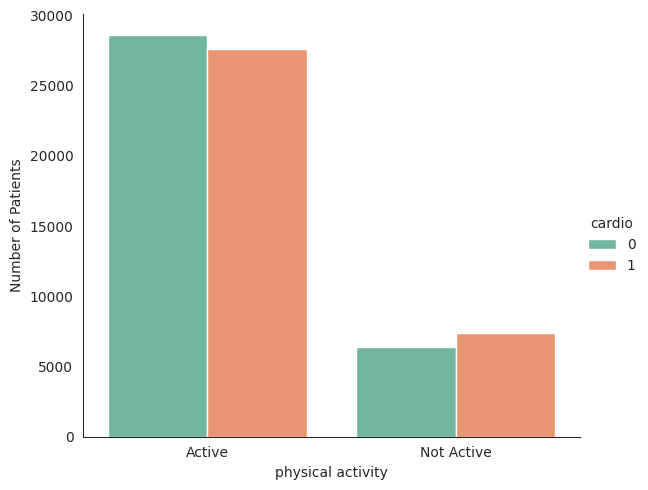 30000
25000
20000
15000
10000
5000
0
Number of Patients
Active
Not Active
physical activity
cardio
0
1